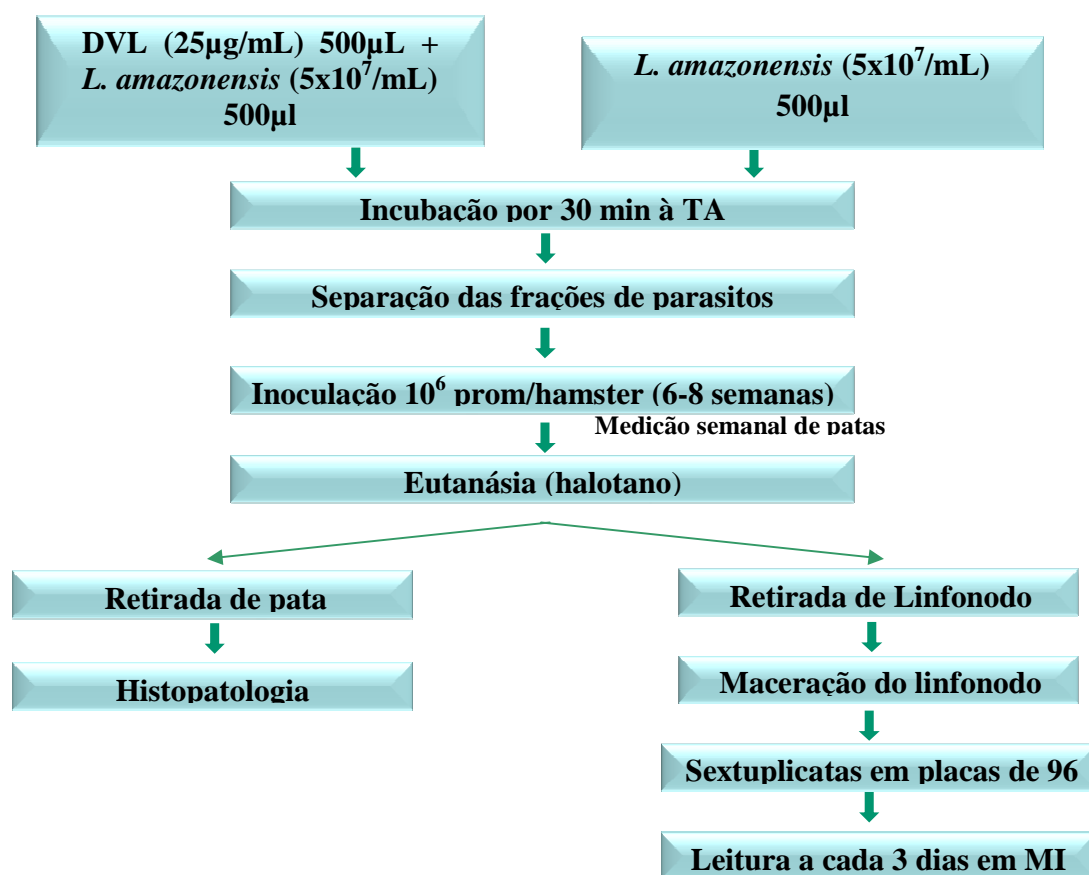 DVL (25µg/mL) 500µL +
L. amazonensis (5x10⁷/mL)
500µl
L. amazonensis (5x10⁷/mL)
500µl
Incubação por 30 min à TA
Separação das frações de parasitos
Inoculação 10⁶ prom/hamster (6-8 semanas)
Medição semanal de patas
Eutanásia (halotano)
Retirada de pata
Histopatologia
Retirada de Linfonodo
Maceração do linfonodo
Sextuplicatas em placas de 96
Leitura a cada 3 dias em MI